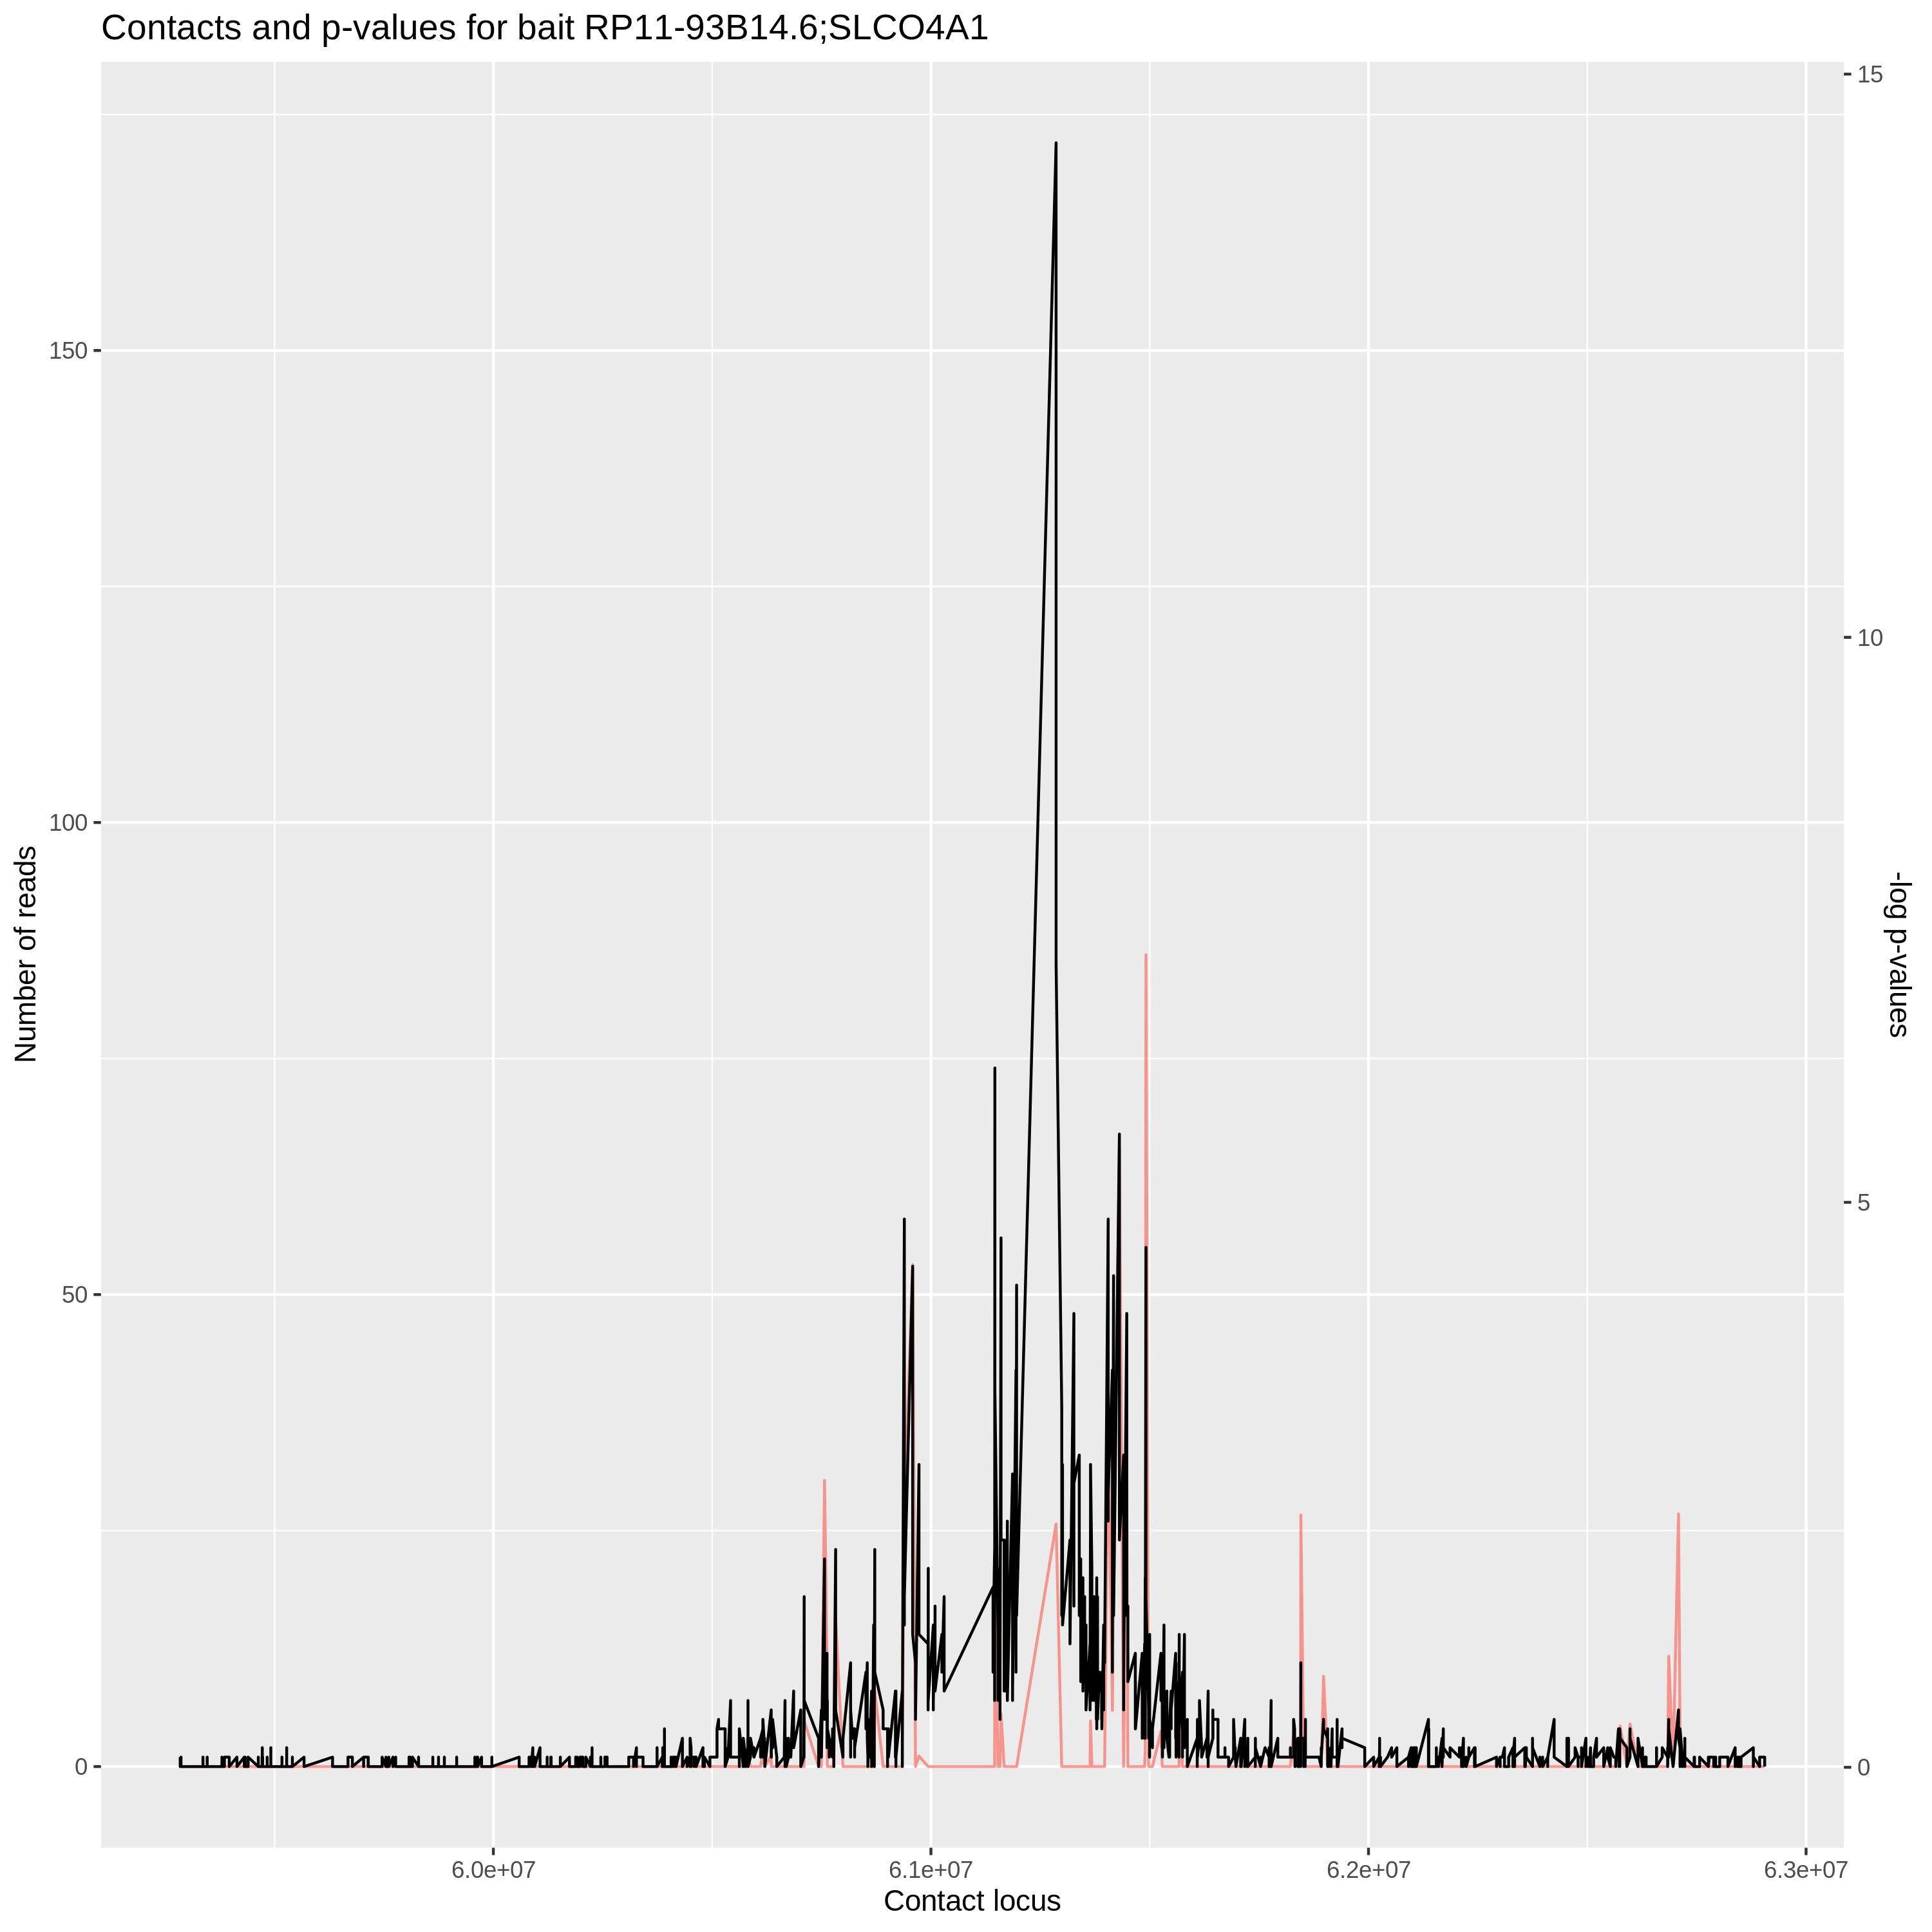 Contacts and p-values for bait RP11-93B14.6;SLCO4A1
15
150
10
100
Number of reads
-log p-values
5
50
0
0
6.0e+07
6.1e+07
6.2e+07
6.3e+07
Contact locus